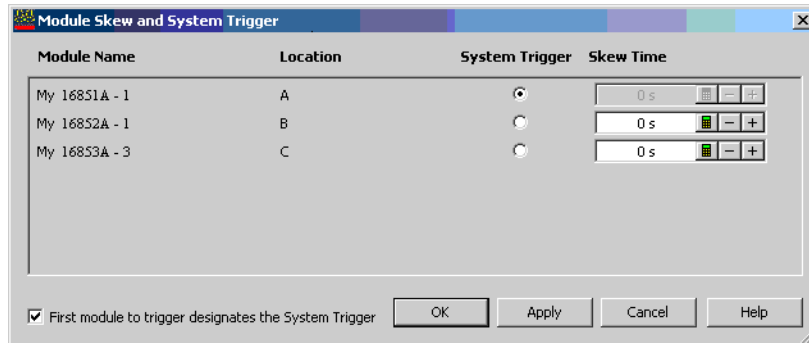 Module Skew and System Trigger
Module Name Location System Trigger Skew Time
My 16851A - 1 A 0 s
My 16852A - 1 B 0 s
My 16853A - 3 C 0 s
First module to trigger designates the System Trigger OK Apply Cancel Help